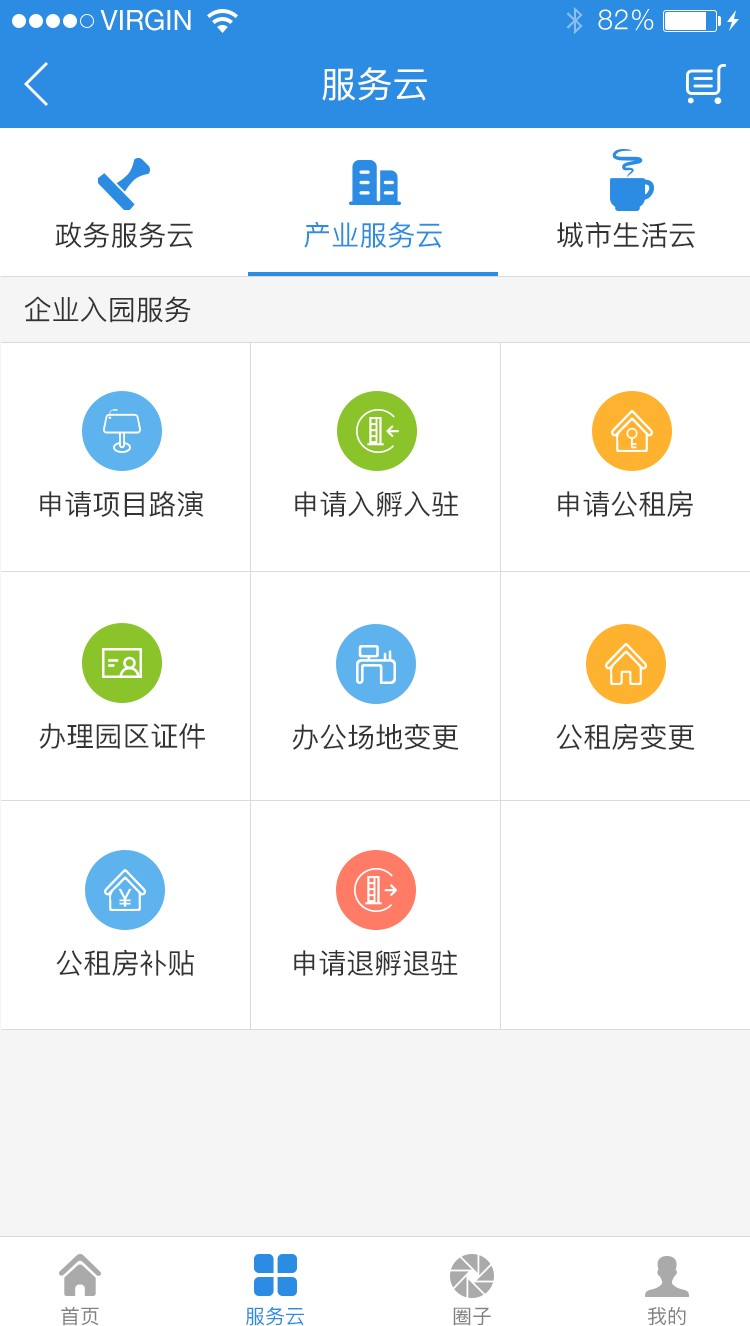 VIRGIN 82%
服务云
政务服务云 产业服务云 城市生活云
企业入园服务
申请项目路演 申请入孵入驻 申请公租房
办理园区证件 办公场地变更 公租房变更
¥
公租房补贴 申请退孵退驻
首页 服务云 圈子 我的